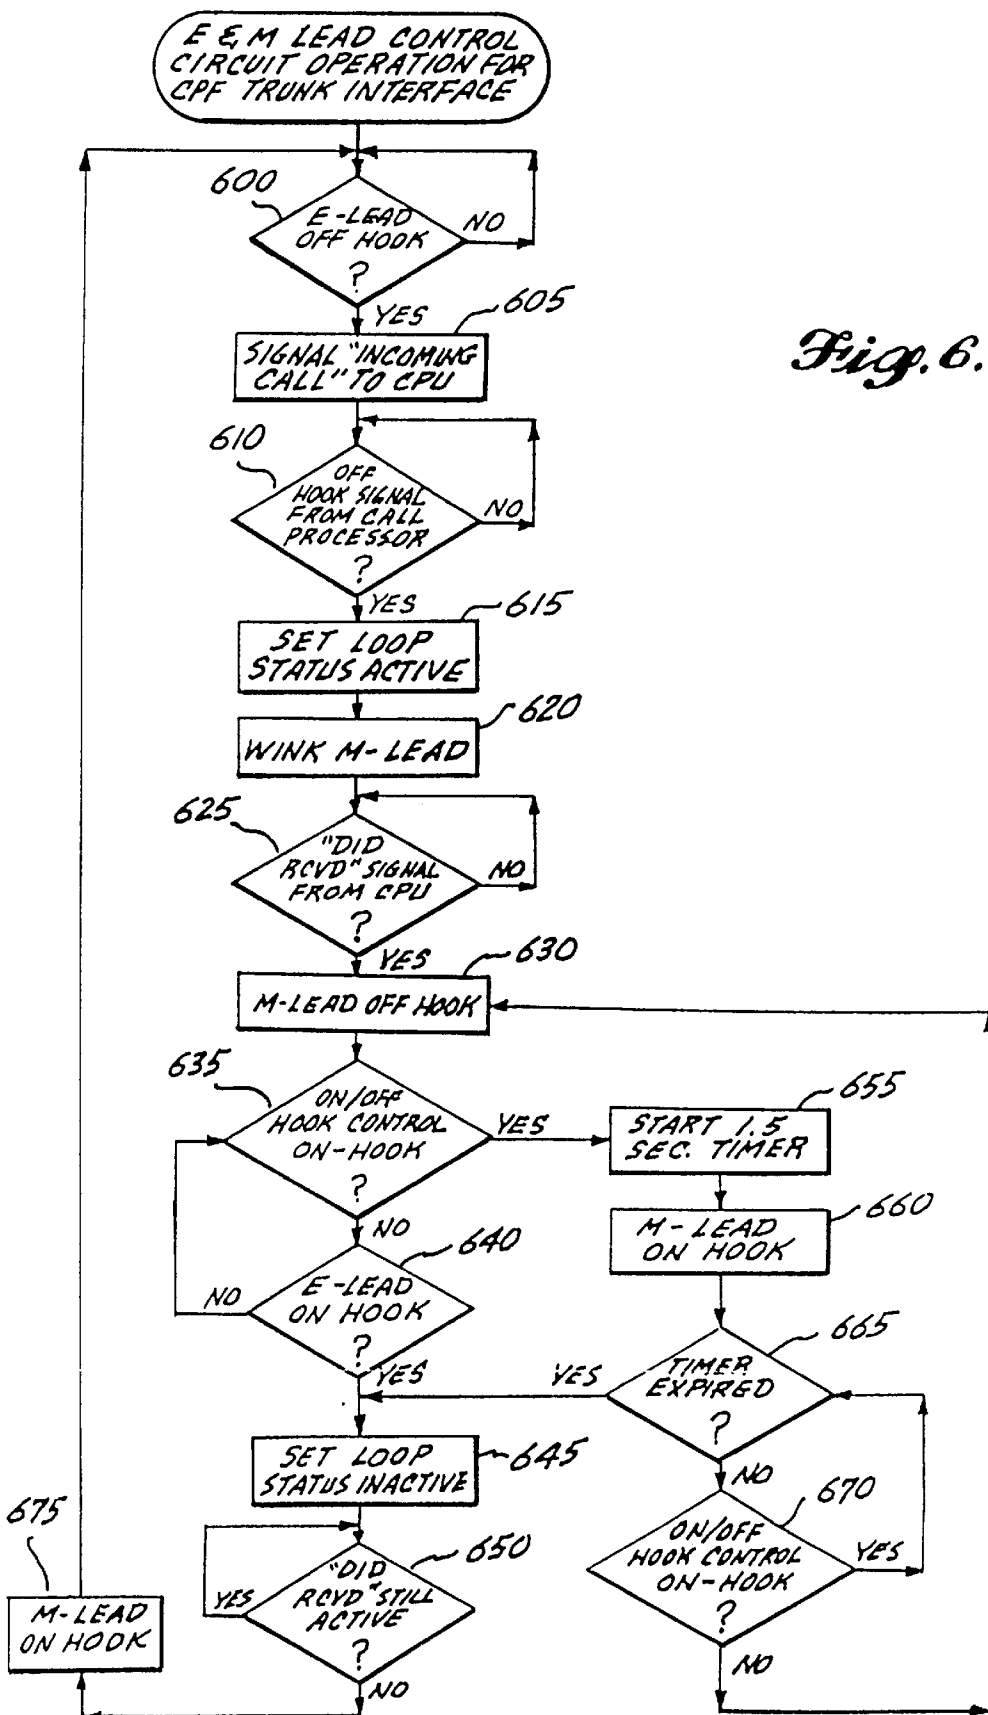 E & M LEAD CONTROL
CIRCUIT OPERATION FOR
CPF TRUNK INTERFACE
600
E-LEAD
OFF HOOK
?
NO
YES
605
SIGNAL "INCOMING
CALL" TO CPU
Fig. 6.
610
OFF
HOOK SIGNAL
FROM CALL
PROCESSOR
?
NO
YES
615
SET LOOP
STATUS ACTIVE
620
WINK M-LEAD
625
"DID
RCVD" SIGNAL
FROM CPU
?
NO
YES
630
M-LEAD OFF HOOK
635
ON/OFF
HOOK CONTROL
ON-HOOK
?
YES
NO
655
START 1.5
SEC. TIMER
660
M-LEAD
ON HOOK
640
E-LEAD
ON HOOK
?
NO
YES
665
TIMER
EXPIRED
?
YES
NO
645
SET LOOP
STATUS INACTIVE
670
ON/OFF
HOOK CONTROL
ON-HOOK
?
YES
NO
650
"DID
RCVD" STILL
ACTIVE
?
YES
NO
675
M-LEAD
ON HOOK